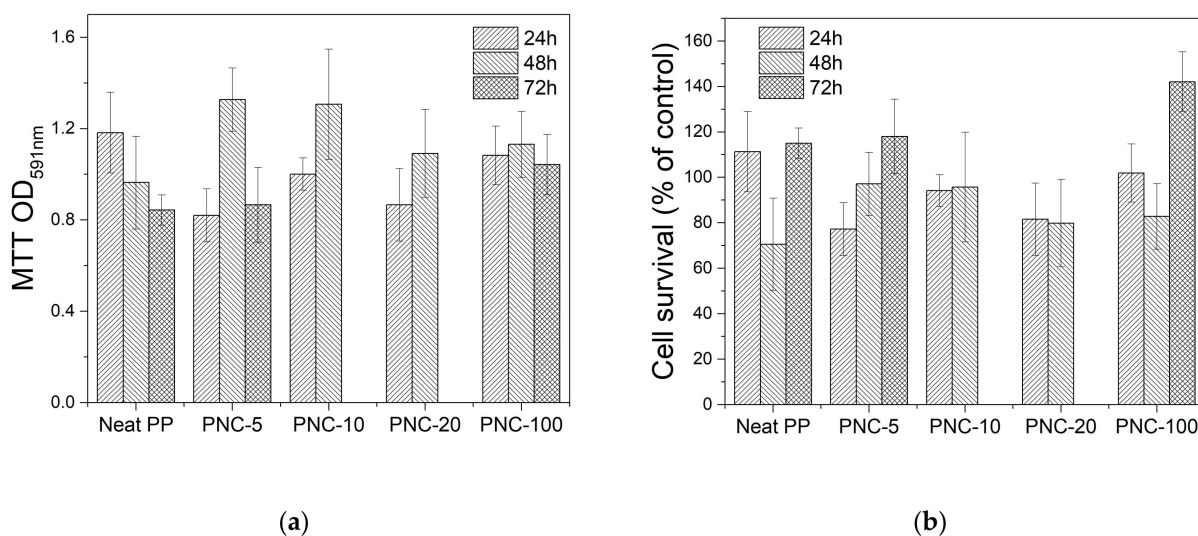 MTT OD591nm
1.6
1.2
0.8
0.4
0.0
24h
48h
72h
Neat PP PNC-5 PNC-10 PNC-20 PNC-100
(a)
Cell survival (% of control)
160
140
120
100
80
60
40
20
0
24h
48h
72h
Neat PP PNC-5 PNC-10 PNC-20 PNC-100
(b)